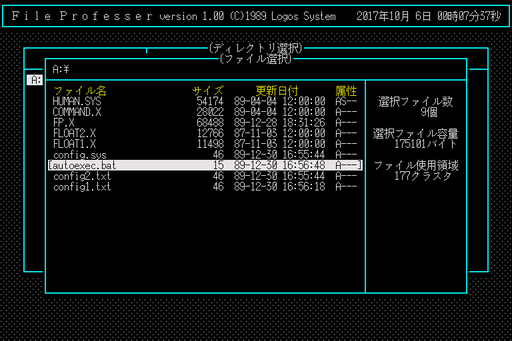 File Professer version 1.00 (C)1989 Logos System 2017年10月 6日 00時07分37秒
(ディレクトリ選択)
(ファイル選択)
A:¥
A:
ファイル名 サイズ 更新日付 属性
HUMAN.SYS 54174 89-04-04 12:00:00 AS--
COMMAND.X 28022 89-04-04 12:00:00 A---
FP.X 68488 89-12-28 18:31:26 A---
FLOAT2.X 12766 87-11-03 12:00:00 A---
FLOAT1.X 11498 87-11-03 12:00:00 A---
config.sys 46 89-12-30 16:55:44 A---
[autoexec.bat 15 89-12-30 16:56:48 A---]
config2.txt 46 89-12-30 16:55:44 A---
config1.txt 46 89-12-30 16:56:18 A---
選択ファイル数
9個
選択ファイル容量
175101バイト
ファイル使用領域
177クラスタ